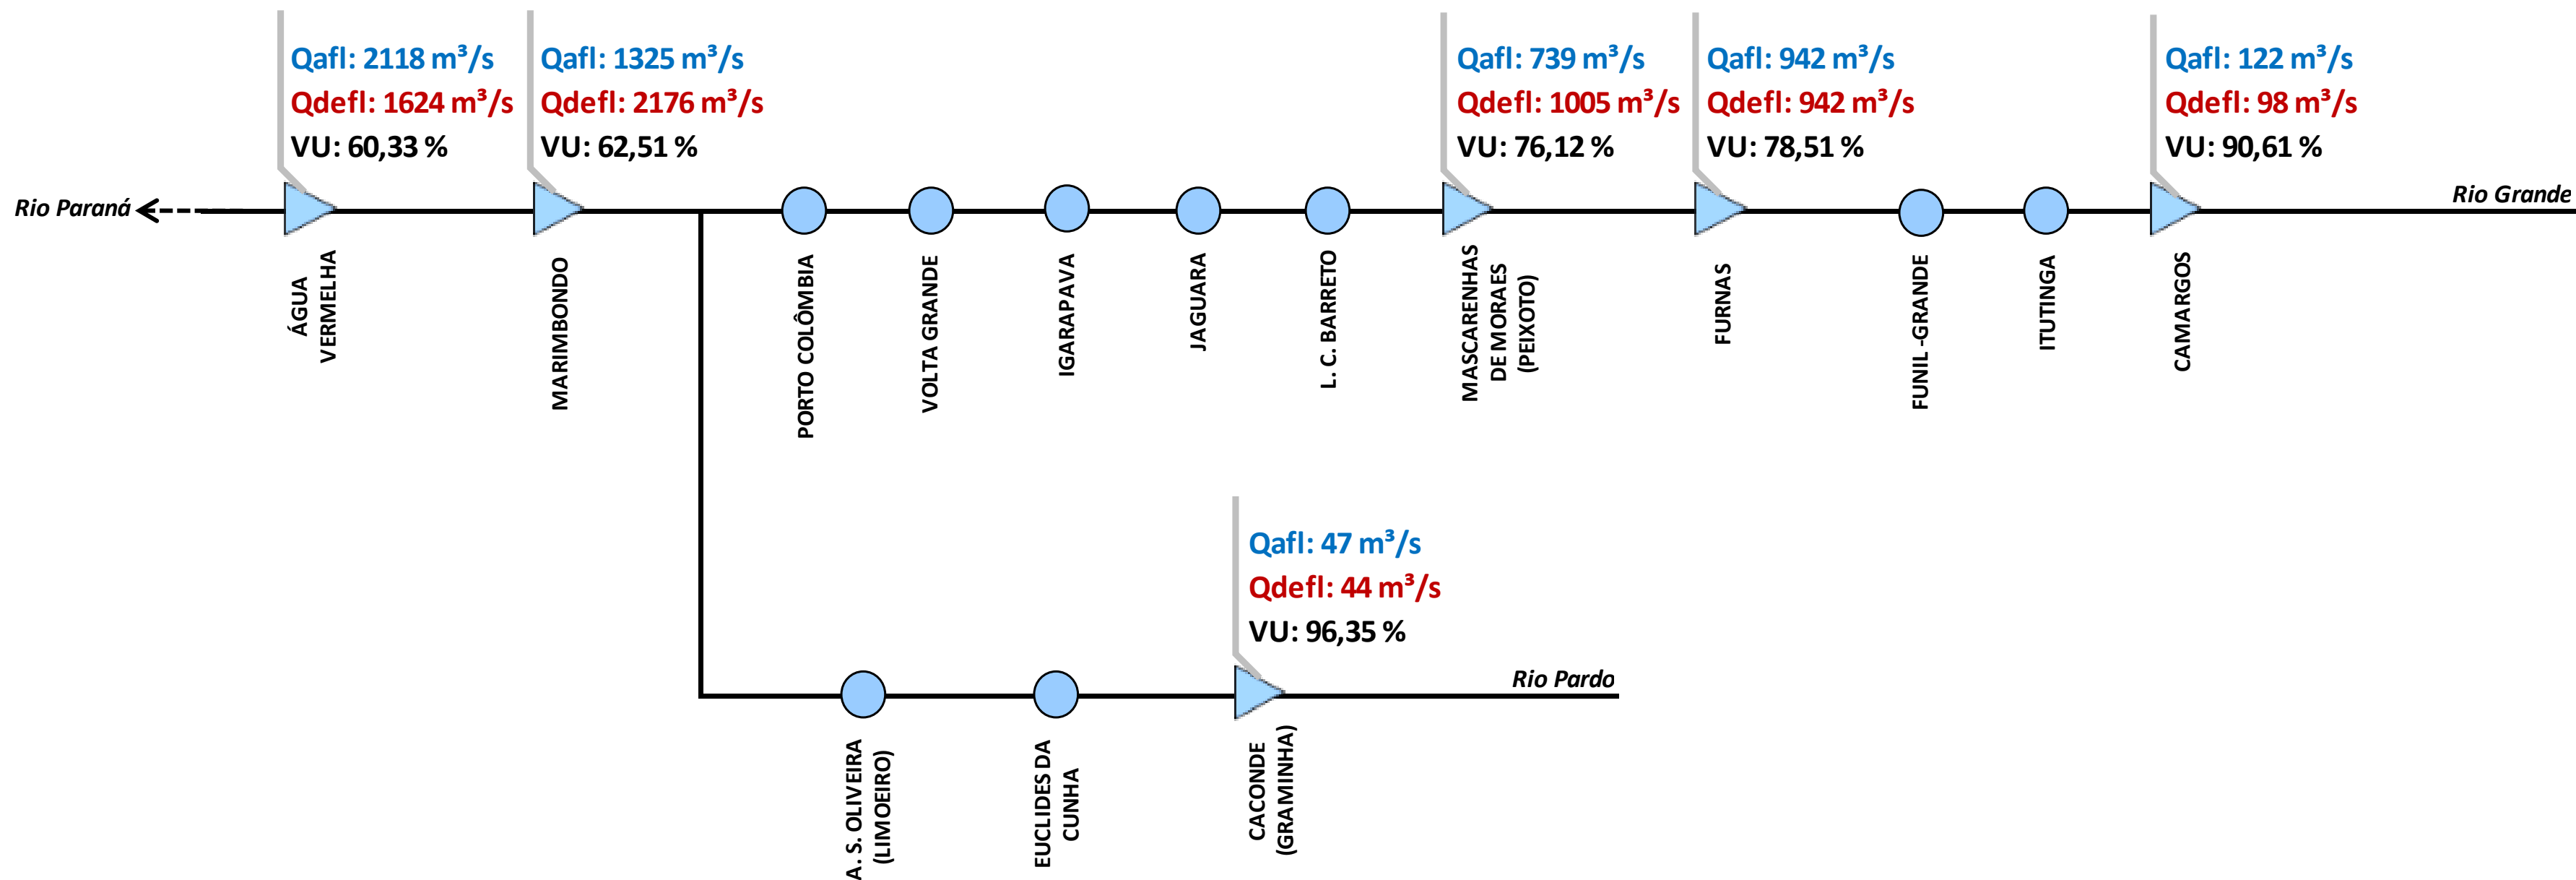 Qafl: 2118 m³/s
Qdefl: 1624 m³/s
VU: 60,33 %
Qafl: 1325 m³/s
Qdefl: 2176 m³/s
VU: 62,51 %
Qafl: 739 m³/s
Qdefl: 1005 m³/s
VU: 76,12 %
Qafl: 942 m³/s
Qdefl: 942 m³/s
VU: 78,51 %
Qafl: 122 m³/s
Qdefl: 98 m³/s
VU: 90,61 %
Rio Paraná
Rio Grande
ÁGUA
VERMELHA
MARIMBONDO
PORTO COLÔMBIA
VOLTA GRANDE
IGARAPAVA
JAGUARA
L. C. BARRETO
MASCARENHAS
DE MORAES
(PEIXOTO)
FURNAS
FUNIL -GRANDE
ITUTINGA
CAMARGOS
Qafl: 47 m³/s
Qdefl: 44 m³/s
VU: 96,35 %
Rio Pardo
A. S. OLIVEIRA
(LIMOEIRO)
EUCLIDES DA
CUNHA
CACONDE
(GRAMINHA)